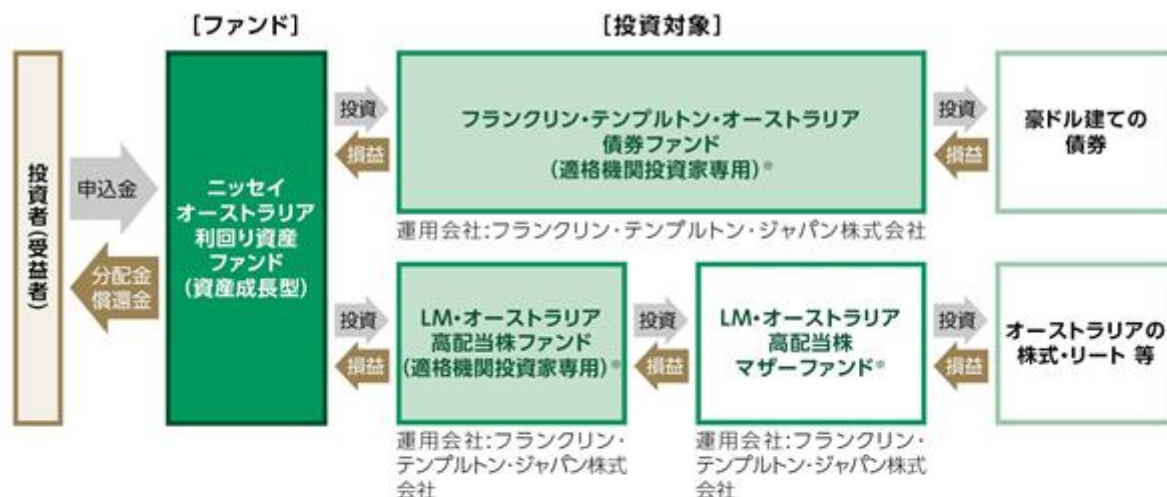 [ファンド]
[投資対象]
投資者(受益者)
申込金
分配金
償還金
ニッセイ
オーストラリア
利回り資産
ファンド
(資産成長型)
投資
損益
フランクリン・テンプルトン・オーストラリア
債券ファンド
(適格機関投資家専用)※
運用会社:フランクリン・テンプルトン・ジャパン株式会社
投資
損益
豪ドル建ての
債券
投資
損益
LM・オーストラリア
高配当株ファンド
(適格機関投資家専用)※
運用会社:フランクリン・
テンプルトン・ジャパン株式
会社
投資
損益
LM・オーストラリア
高配当株
マザーファンド※
運用会社:フランクリン・
テンプルトン・ジャパン株式
会社
投資
損益
オーストラリアの
株式・リート 等